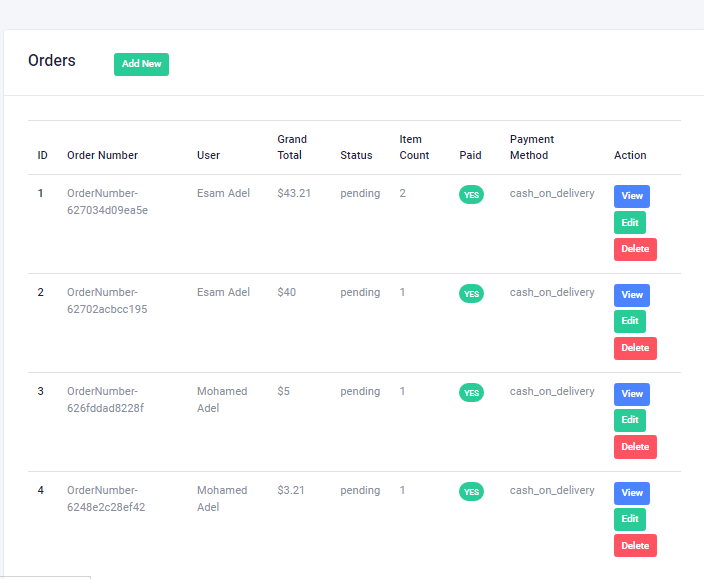 Orders
Add New
ID Order Number User Grand Total Status Item Count Paid Payment Method Action
1 OrderNumber-627034d09ea5e Esam Adel $43.21 pending 2 YES cash_on_delivery View Edit Delete
2 OrderNumber-62702acbcc195 Esam Adel $40 pending 1 YES cash_on_delivery View Edit Delete
3 OrderNumber-626fddad8228f Mohamed Adel $5 pending 1 YES cash_on_delivery View Edit Delete
4 OrderNumber-6248e2c28ef42 Mohamed Adel $3.21 pending 1 YES cash_on_delivery View Edit Delete